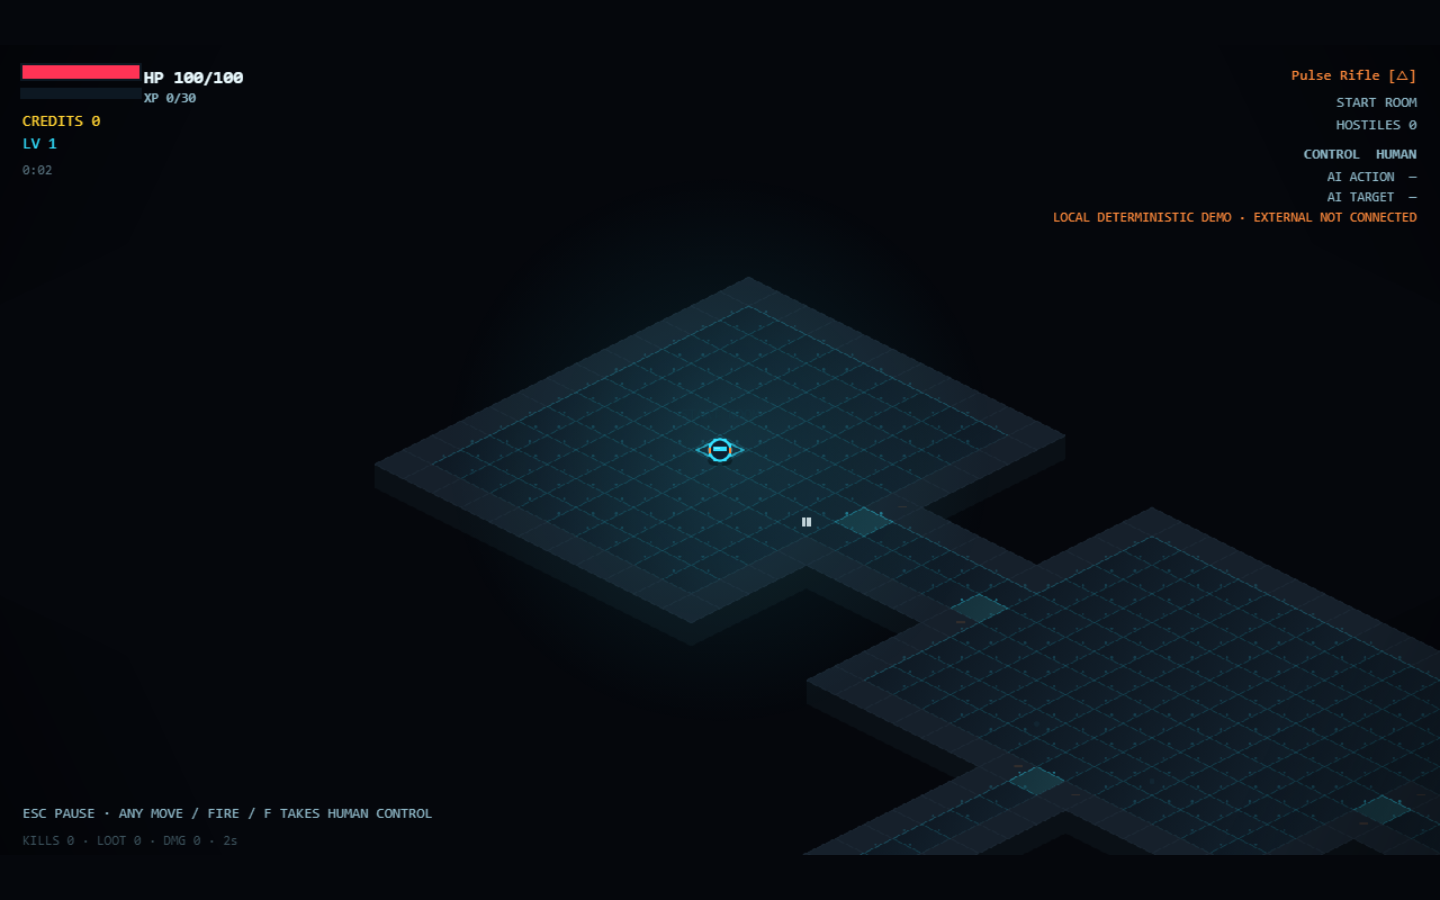 HP 100/100
XP 0/30
CREDITS 0
LV 1
0:02
Pulse Rifle [△]
START ROOM
HOSTILES 0
CONTROL HUMAN
AI ACTION —
AI TARGET —
LOCAL DETERMINISTIC DEMO · EXTERNAL NOT CONNECTED
ESC PAUSE · ANY MOVE / FIRE / F TAKES HUMAN CONTROL
KILLS 0 · LOOT 0 · DMG 0 · 2s